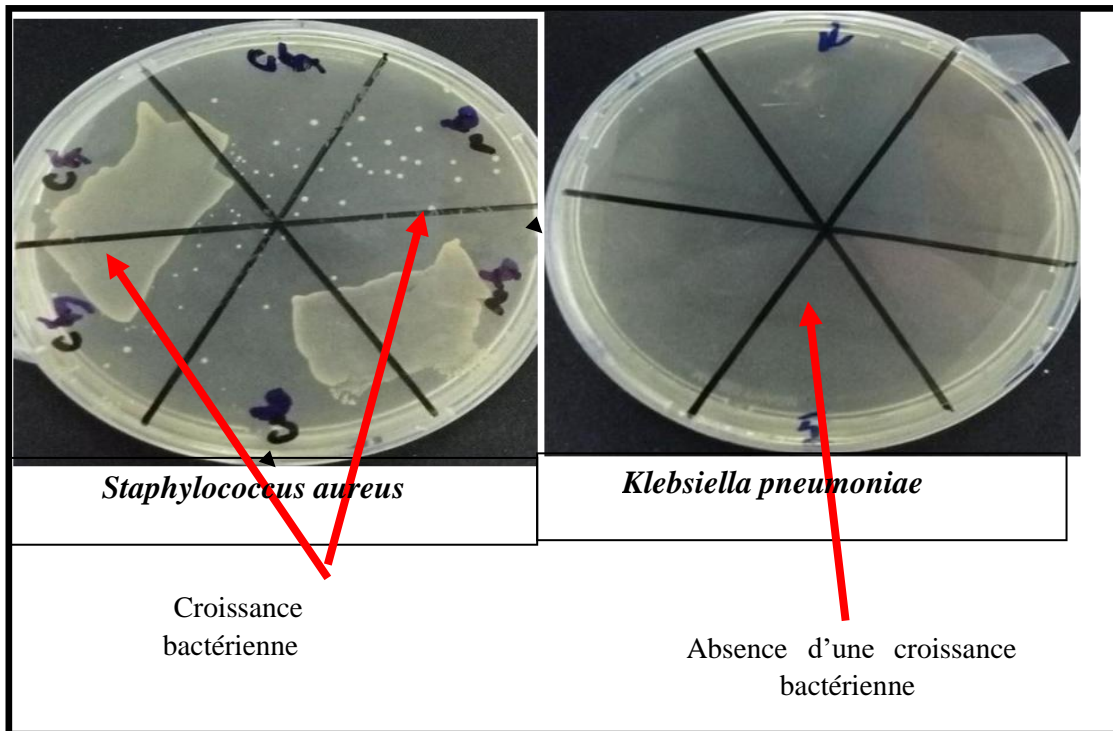 Staphylococcus aureus
Klebsiella pneumoniae
Croissance
bactérienne
Absence d’une croissance
bactérienne